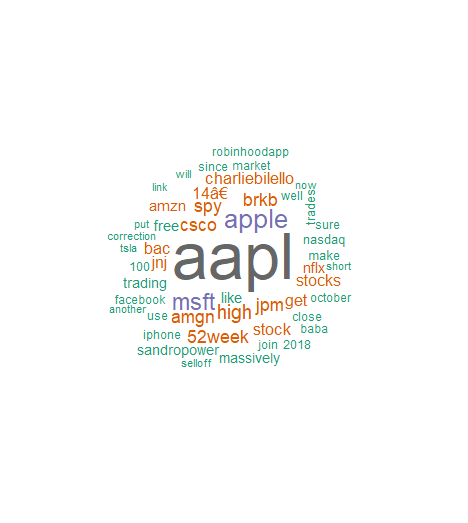 robinhoodapp
since market
will
charliebilello
link
14â€
now
amzn
spy
brkb
well
trades
put
free
csco
apple
sure
correction
nasdaq
tsla
bac
aapl
make
100
jnj
nflx
short
trading
stocks
facebook
msft
like
jpm
get
october
another
use
amgn
high
close
iphone
52week
stock
baba
sandropower
join
2018
selloff
massively